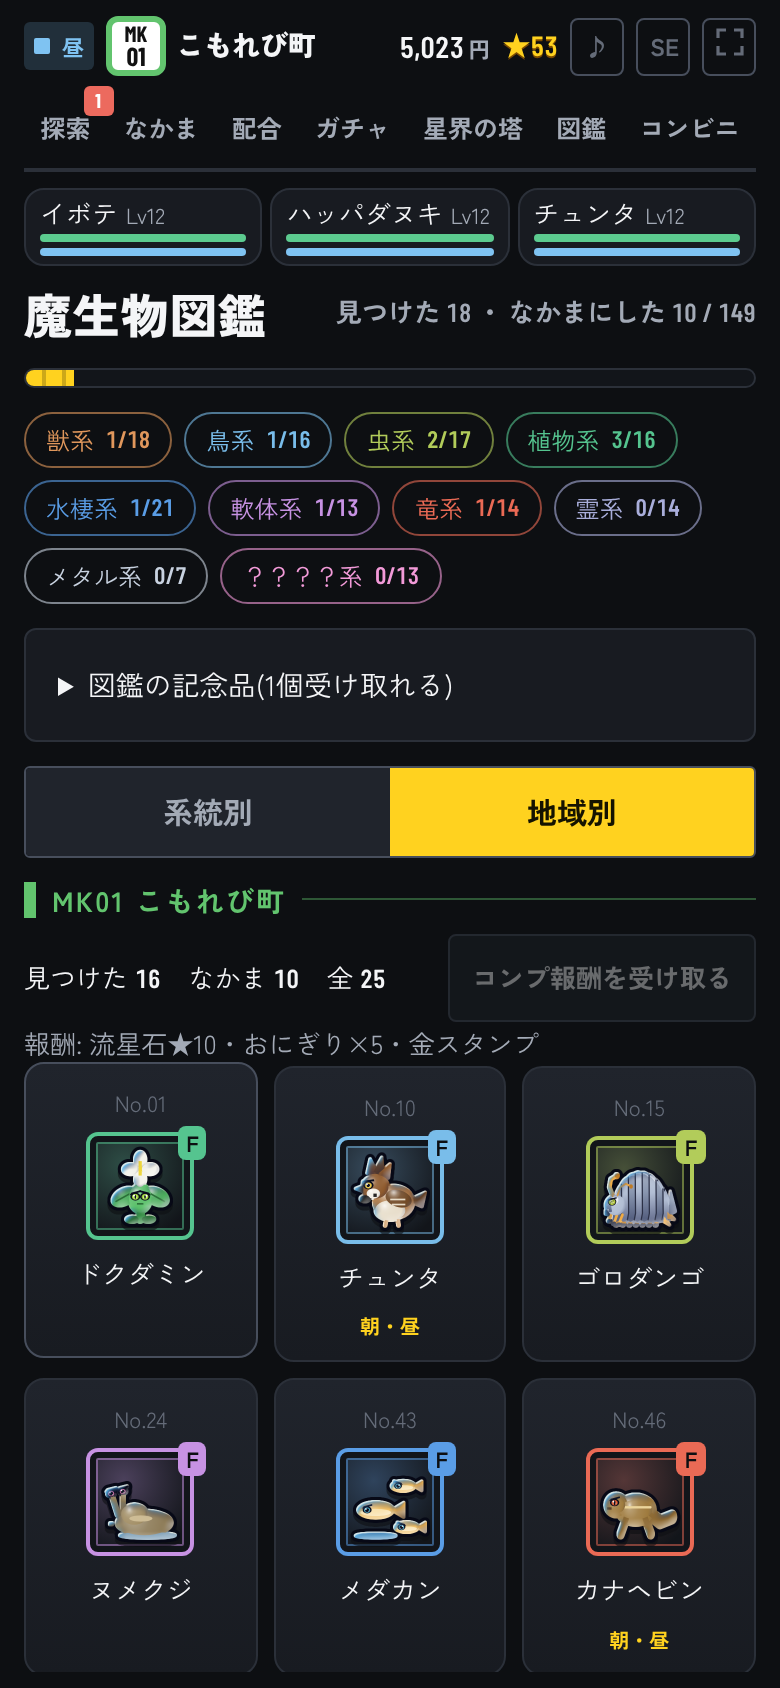 昼 MK 01 こもれび町 5,023 円 ★53 ♪ SE
1
探索 なかま 配合 ガチャ 星界の塔 図鑑 コンビニ
イボテ Lv12 ハッパダヌキ Lv12 チュンタ Lv12
魔生物図鑑 見つけた 18 ・ なかまにした 10 / 149
獣系 1/18 鳥系 1/16 虫系 2/17 植物系 3/16
水棲系 1/21 軟体系 1/13 竜系 1/14 霊系 0/14
メタル系 0/7 ？？？？系 0/13
▶ 図鑑の記念品(1個受け取れる)
系統別 地域別
MK01 こもれび町
見つけた 16 なかま 10 全 25 コンプ報酬を受け取る
報酬: 流星石★10・おにぎり×5・金スタンプ
No.01 No.10 No.15
F F F
ドクダミン チュンタ ゴロダンゴ
朝・昼
No.24 No.43 No.46
F F F
ヌメクジ メダカン カナヘビン
朝・昼